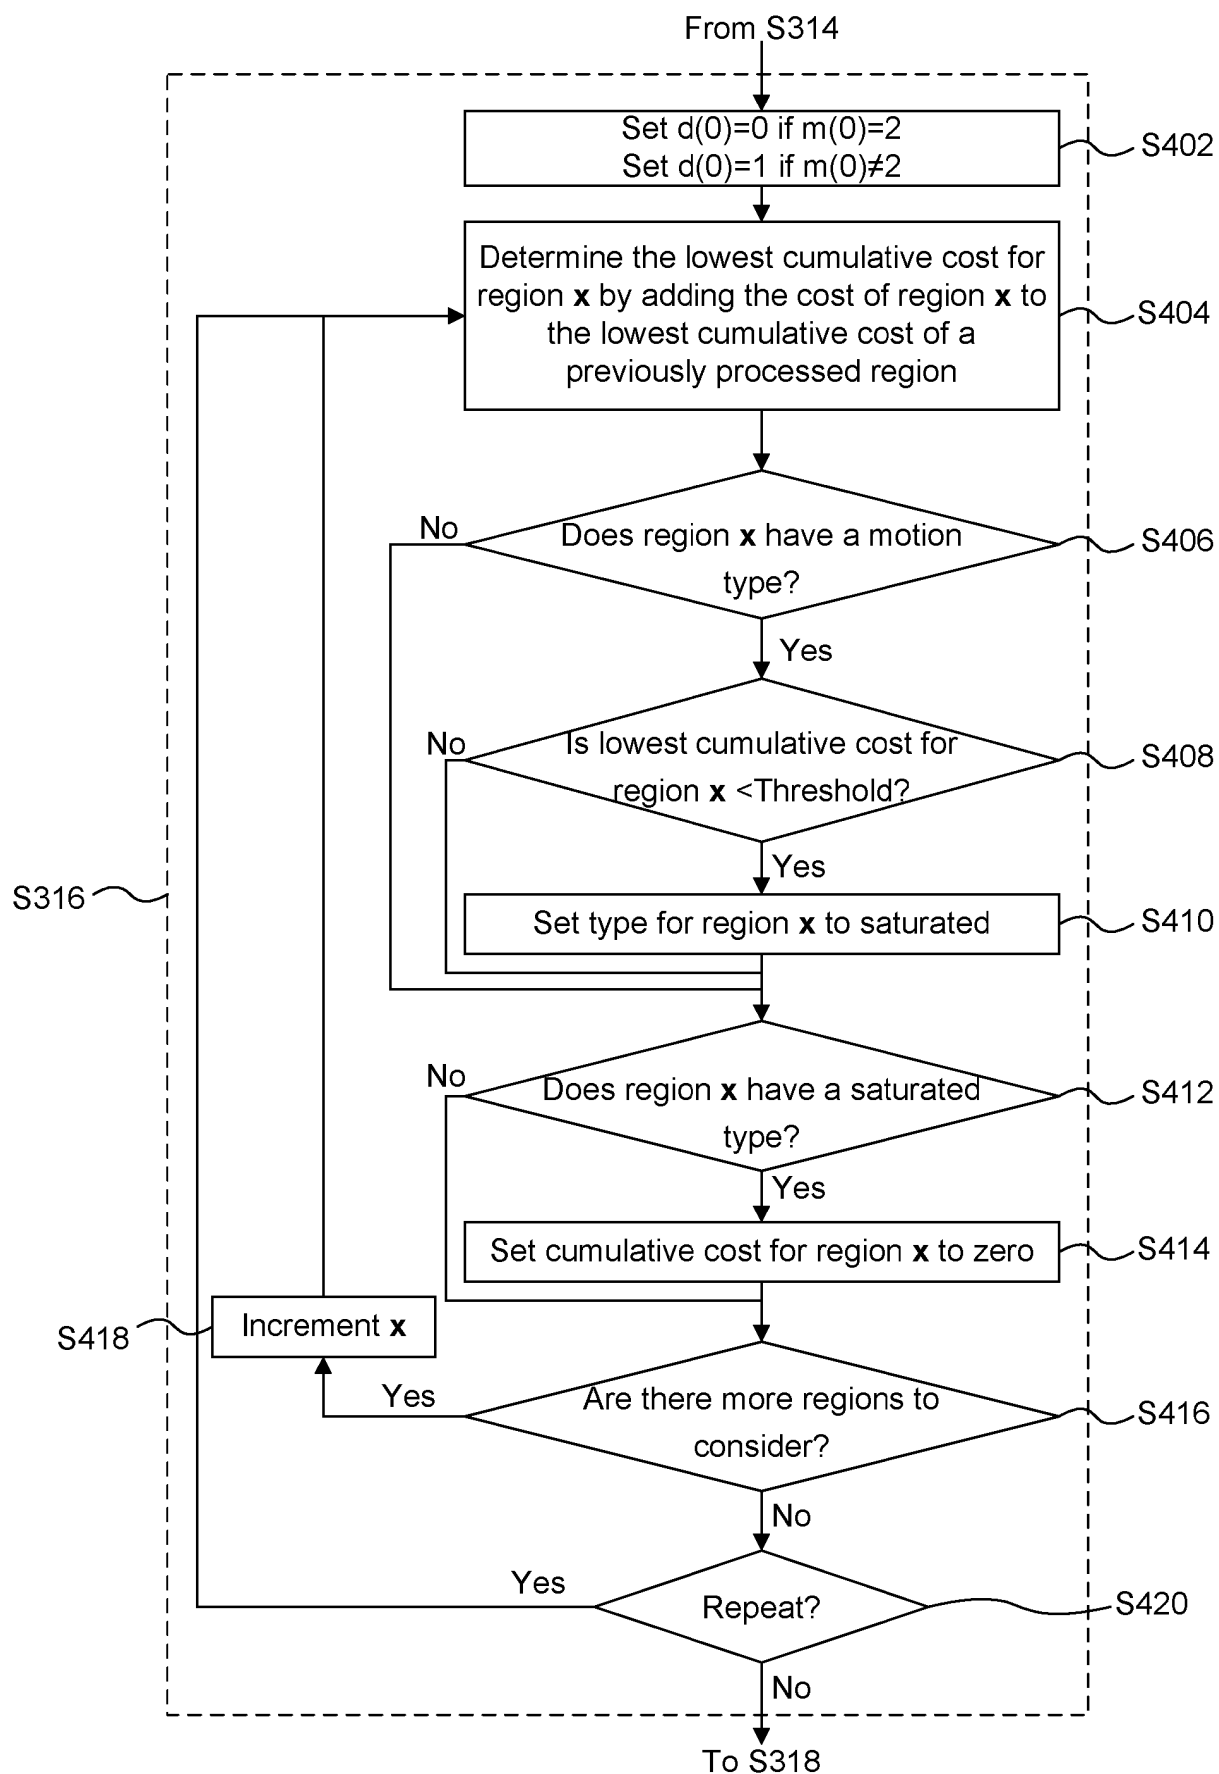 From S314
Set d(0)=0 if m(0)=2
Set d(0)=1 if m(0)≠2
S402
Determine the lowest cumulative cost for
region x by adding the cost of region x to
the lowest cumulative cost of a
previously processed region
S404
No
Does region x have a motion
type?
S406
Yes
No
Is lowest cumulative cost for
region x <Threshold?
S408
Yes
S316
Set type for region x to saturated
S410
No
Does region x have a saturated
type?
S412
Yes
Set cumulative cost for region x to zero
S414
S418
Increment x
Yes
Are there more regions to
consider?
S416
No
Yes
Repeat?
S420
No
To S318